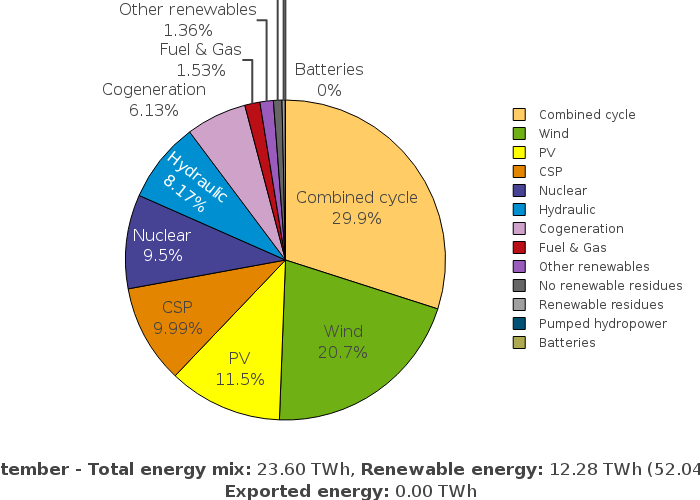 Other renewables
1.36%
Fuel & Gas
1.53%
Batteries
0%
Cogeneration
6.13%
Hydraulic
8.17%
Combined cycle
29.9%
Nuclear
9.5%
CSP
9.99%
Wind
20.7%
PV
11.5%
Combined cycle
Wind
PV
CSP
Nuclear
Hydraulic
Cogeneration
Fuel & Gas
Other renewables
No renewable residues
Renewable residues
Pumped hydropower
Batteries
tember - Total energy mix: 23.60 TWh, Renewable energy: 12.28 TWh (52.04
Exported energy: 0.00 TWh